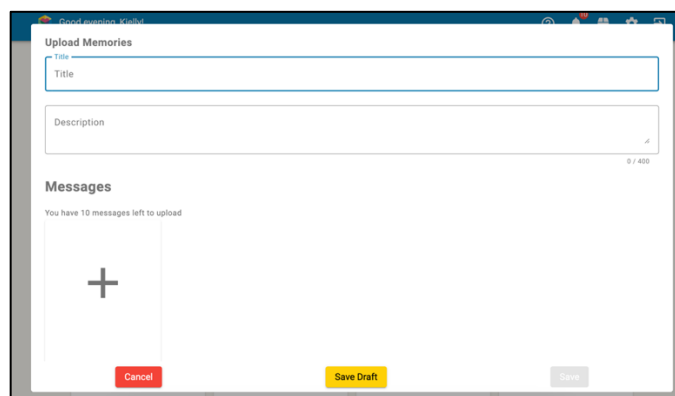 Good evening, Kielly!
10
Upload Memories
Title
Title
Description
0 / 400
Messages
You have 10 messages left to upload
Cancel
Save Draft
Save